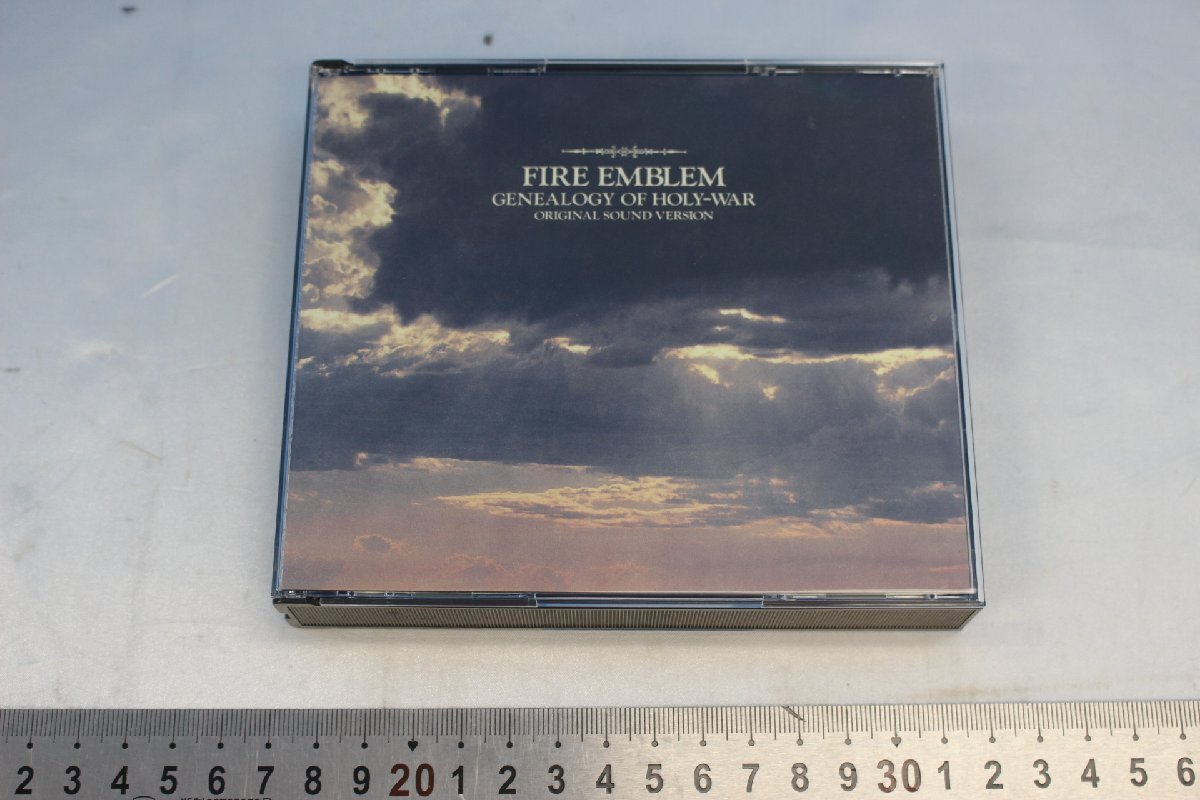 FIRE EMBLEM
GENEALOGY OF HOLY-WAR
ORIGINAL SOUND VERSION
2 3 4 5 6 7 8 9 20 1 2 3 4 5 6 7 8 9 30 1 2 3 4 5 6